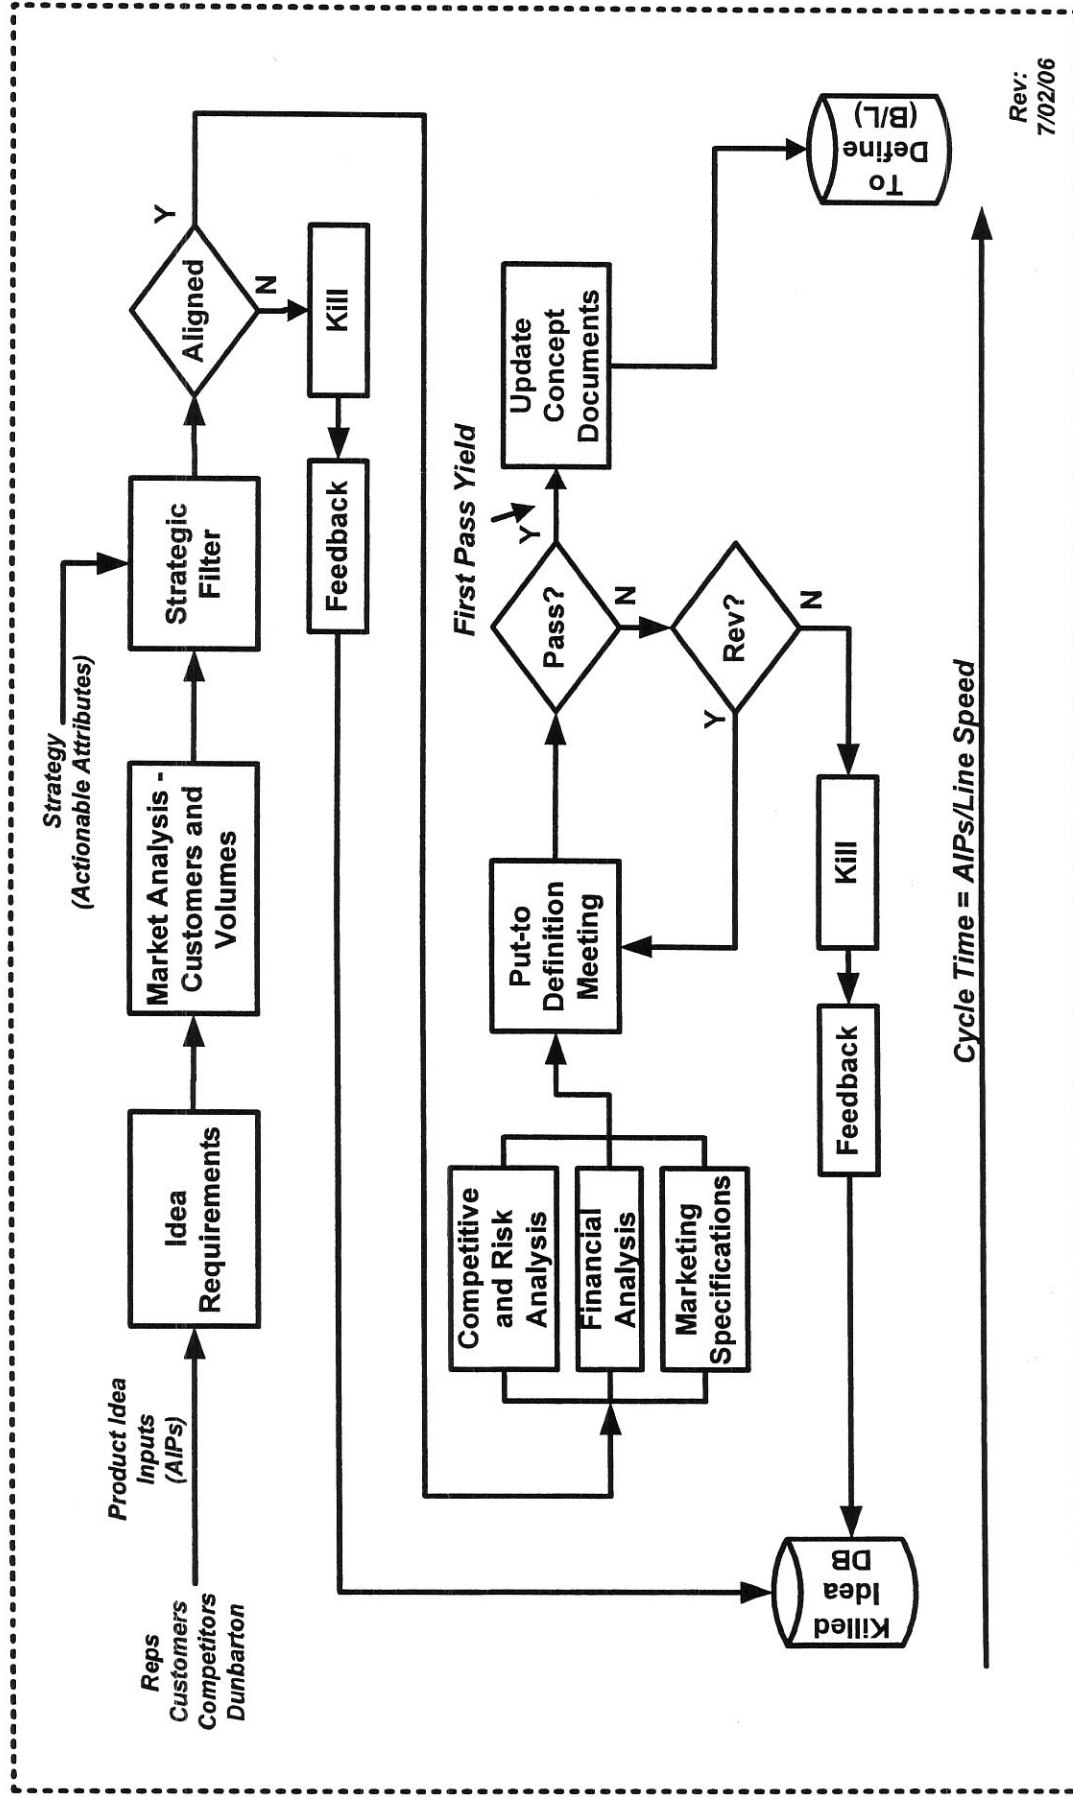 Strategy
(Actionable Attributes)
Product Idea
Inputs
(AIPs)
Reps
Customers
Competitors
Dunbarton
Idea
Requirements
Market Analysis -
Customers and
Volumes
Strategic
Filter
Aligned
Y
N
Kill
Feedback
Competitive
and Risk
Analysis
Financial
Analysis
Marketing
Specifications
Put-to
Definition
Meeting
Pass?
First Pass Yield
Y
N
Update
Concept
Documents
Rev?
Y
N
Kill
Feedback
Killed
Idea
DB
To
Define
(B/L)
Cycle Time = AIPs/Line Speed
Rev:
7/02/06